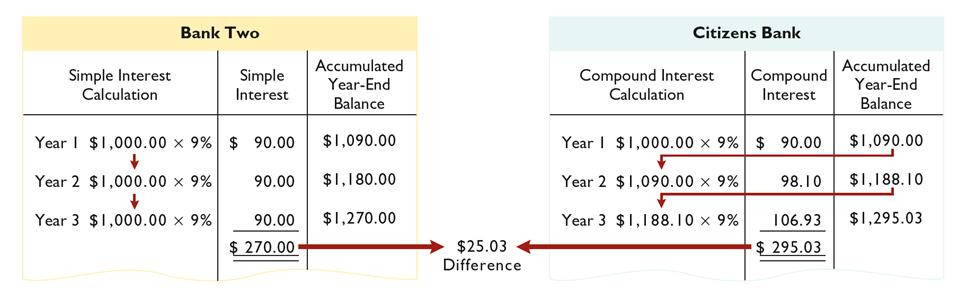 Bank Two
Simple Interest
Calculation
Simple
Interest
Accumulated
Year-End
Balance
Year 1 $1,000.00 × 9% $ 90.00 $1,090.00
Year 2 $1,000.00 × 9% 90.00 $1,180.00
Year 3 $1,000.00 × 9% 90.00 $1,270.00
$ 270.00
$25.03
Difference
Citizens Bank
Compound Interest
Calculation
Compound
Interest
Accumulated
Year-End
Balance
Year 1 $1,000.00 × 9% $ 90.00 $1,090.00
Year 2 $1,090.00 × 9% 98.10 $1,188.10
Year 3 $1,188.10 × 9% 106.93 $1,295.03
$ 295.03